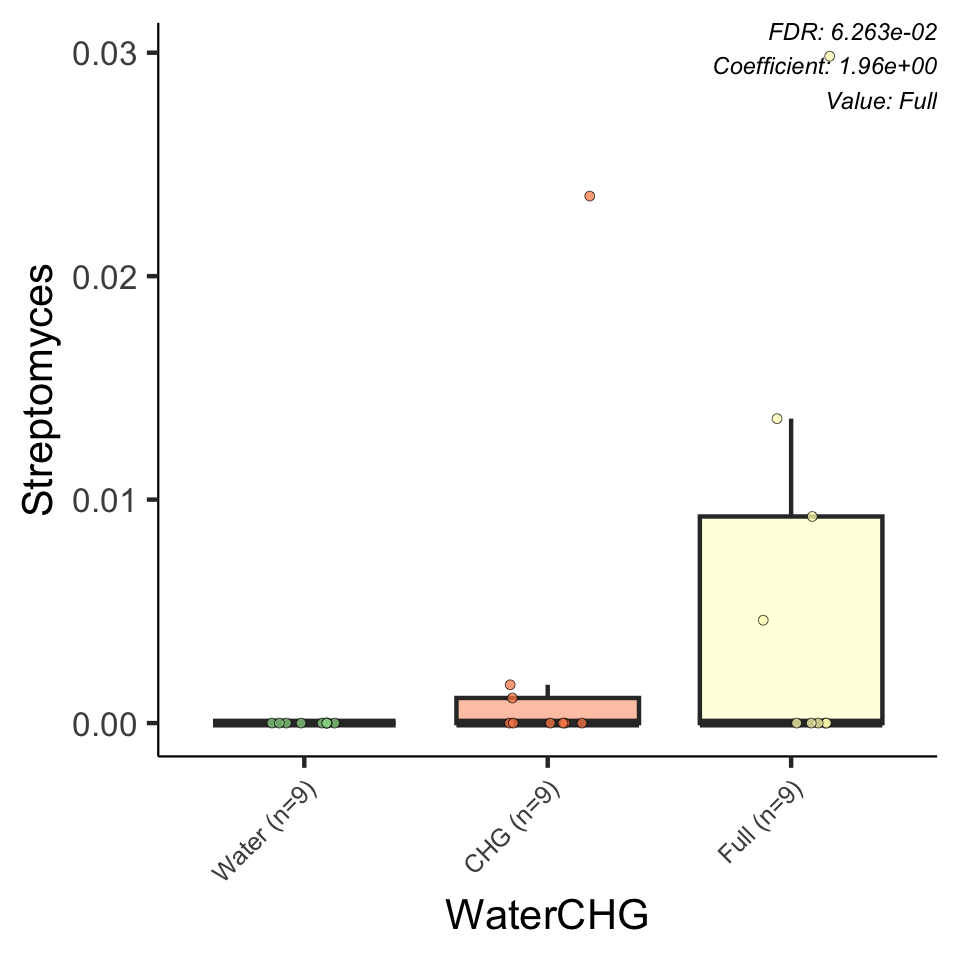 FDR: 6.263e-02
Coefficient: 1.96e+00
Value: Full
Streptomyces
0.03
0.02
0.01
0.00
Water (n=9)
CHG (n=9)
Full (n=9)
WaterCHG